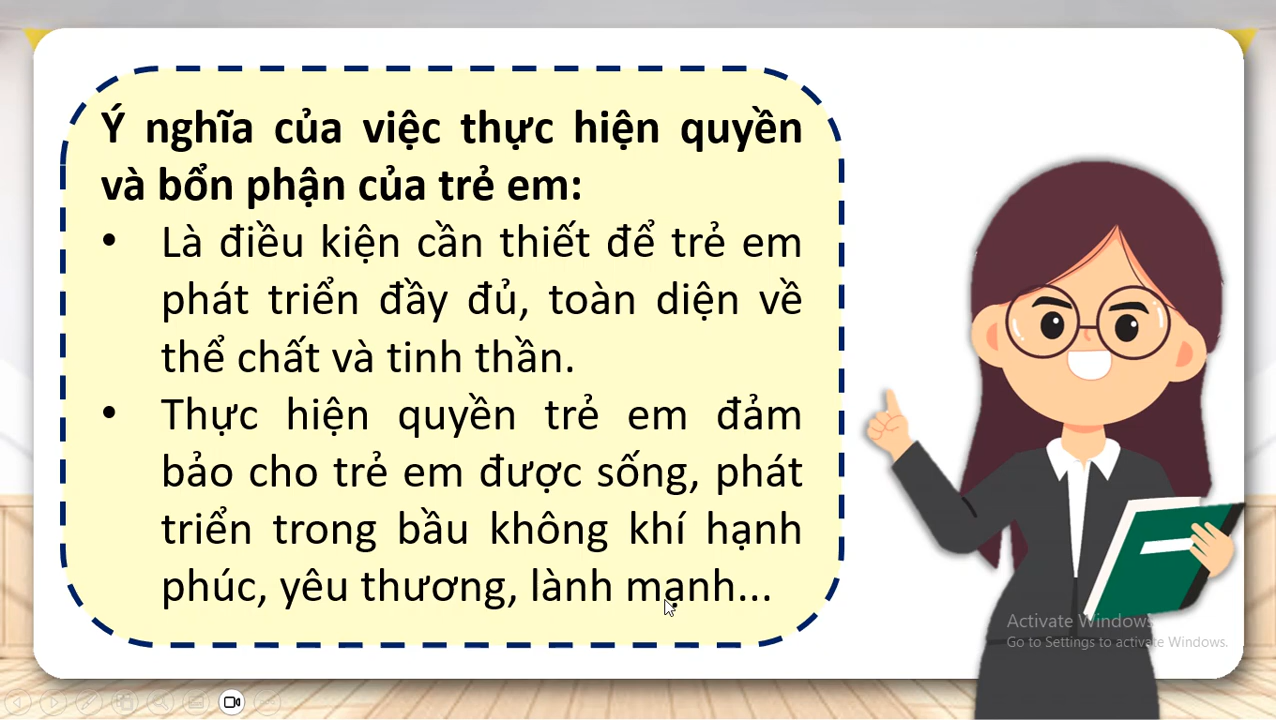 Ý nghĩa của việc thực hiện quyền
và bổn phận của trẻ em:
• Là điều kiện cần thiết để trẻ em
phát triển đầy đủ, toàn diện về
thể chất và tinh thần.
• Thực hiện quyền trẻ em đảm
bảo cho trẻ em được sống, phát
triển trong bầu không khí hạnh
phúc, yêu thương, lành mạnh...
Activate Windows
Go to Settings to activate Windows.